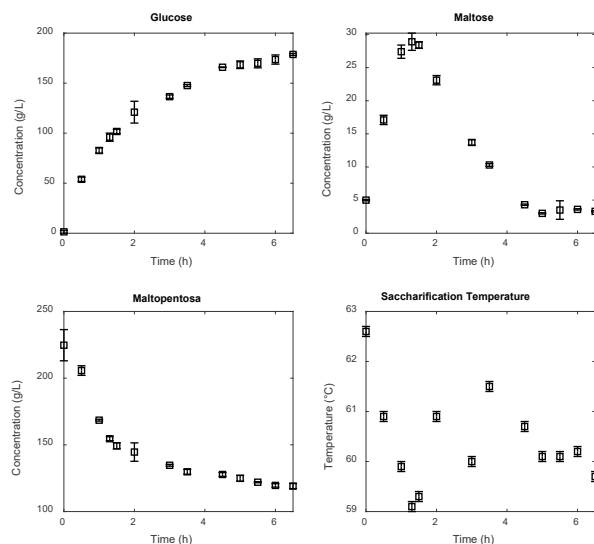 Glucose
200
150
100
50
0
Concentration (g/L)
0 2 4 6
Time (h)
Maltose
30
25
20
15
10
5
0
Concentration (g/L)
0 2 4 6
Time (h)
Maltopentosa
250
200
150
100
Concentration (g/L)
0 2 4 6
Time (h)
Saccharification Temperature
63
62
61
60
59
Temperature (°C)
0 2 4 6
Time (h)